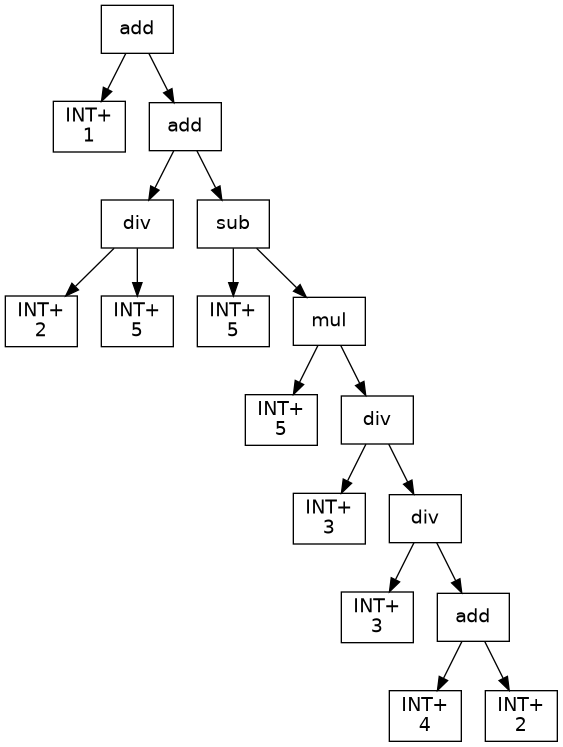 add
INT+
1
add
div
sub
INT+
2
INT+
5
INT+
5
mul
INT+
5
div
INT+
3
div
INT+
3
add
INT+
4
INT+
2